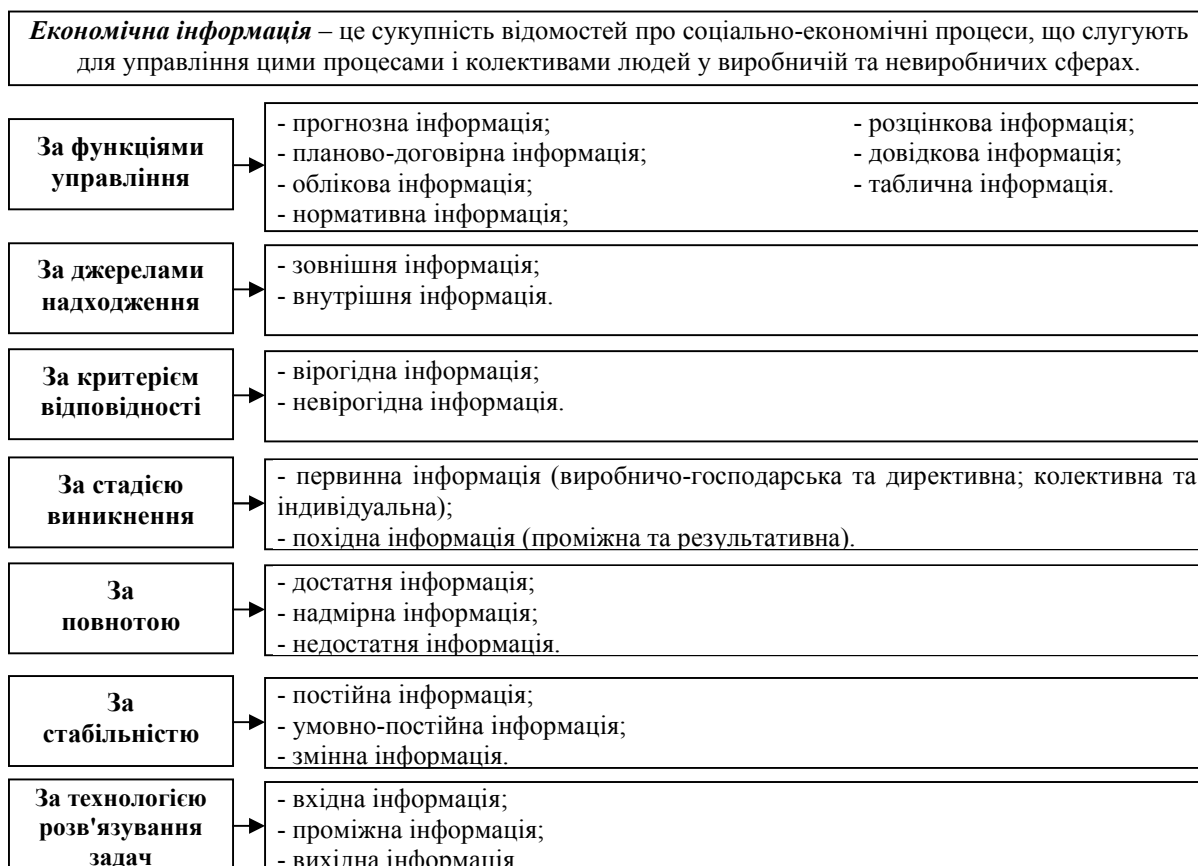 Економічна інформація – це сукупність відомостей про соціально-економічні процеси, що слугують
для управління цими процесами і колективами людей у виробничій та невиробничих сферах.
За функціями
управління
- прогнозна інформація;
- планово-договірна інформація;
- облікова інформація;
- нормативна інформація;
- розцінкова інформація;
- довідкова інформація;
- таблична інформація.
За джерелами
надходження
- зовнішня інформація;
- внутрішня інформація.
За критерієм
відповідності
- вірогідна інформація;
- невірогідна інформація.
За стадією
виникнення
- первинна інформація (виробничо-господарська та директивна; колективна та
індивідуальна);
- похідна інформація (проміжна та результативна).
За
повнотою
- достатня інформація;
- надмірна інформація;
- недостатня інформація.
За
стабільністю
- постійна інформація;
- умовно-постійна інформація;
- змінна інформація.
За технологією
розв'язування
задач
- вхідна інформація;
- проміжна інформація;
- вихідна інформація